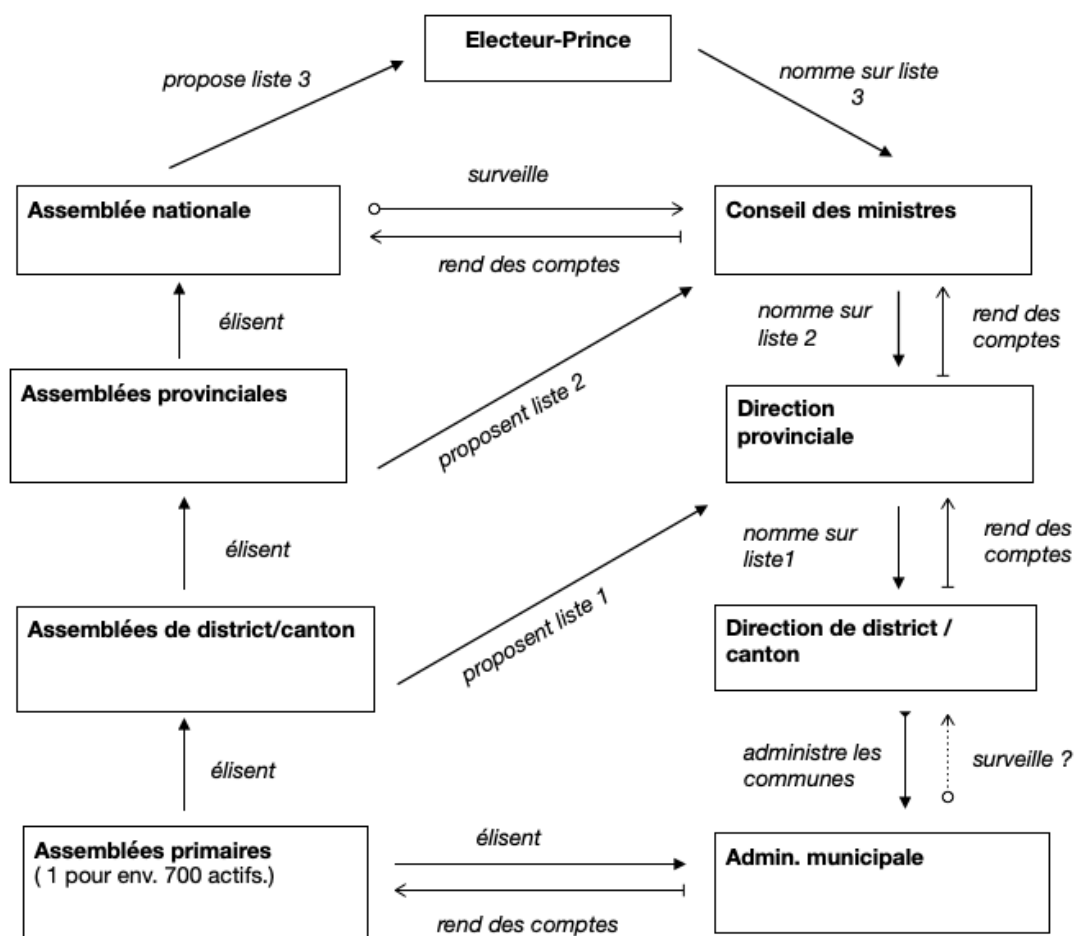 Electeur-Prince
propose liste 3
nomme sur liste
3
surveille
Assemblée nationale
Conseil des ministres
rend des comptes
élisent
nomme sur
liste 2
rend des
comptes
Assemblées provinciales
proposent liste 2
Direction
provinciale
élisent
nomme sur
liste1
rend des
comptes
Assemblées de district/canton
proposent liste 1
Direction de district /
canton
élisent
administre les
communes
surveille ?
Assemblées primaires
( 1 pour env. 700 actifs.)
élisent
Admin. municipale
rend des comptes